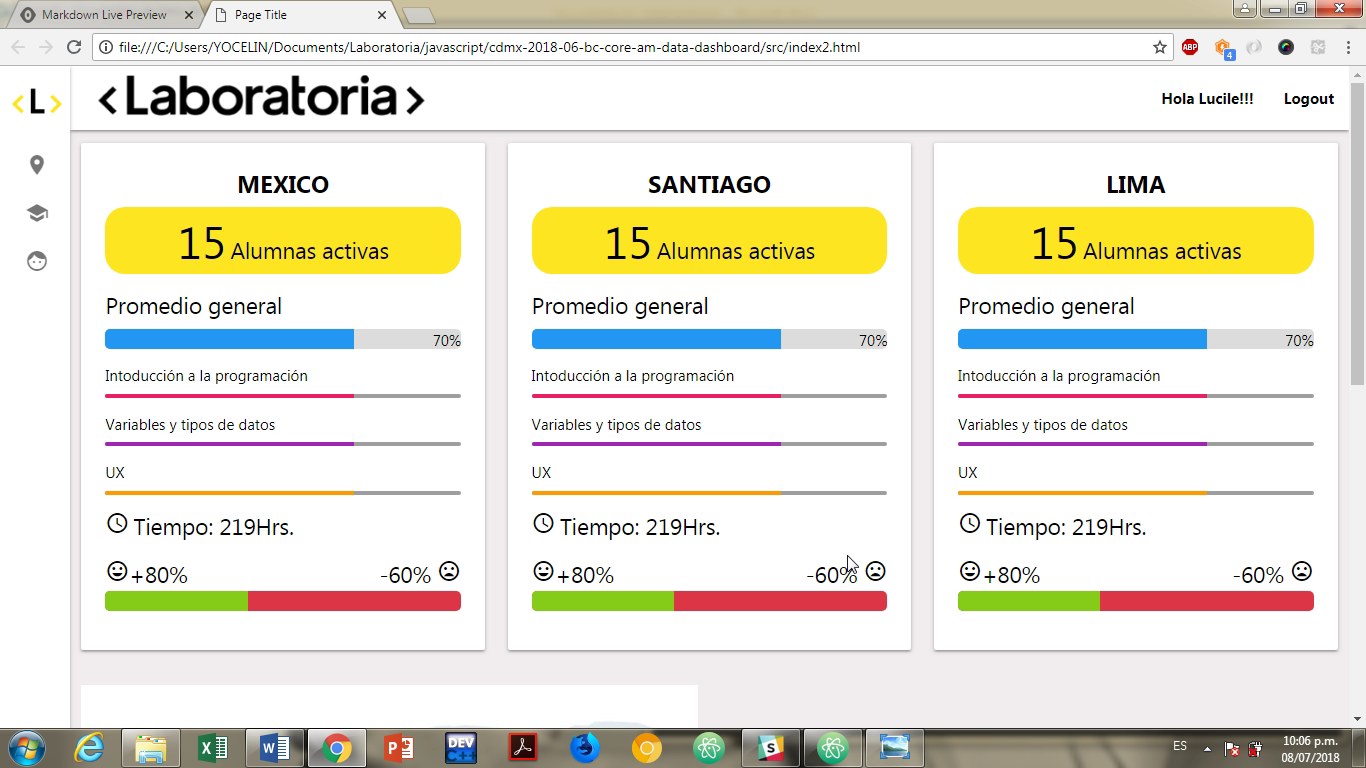 Markdown Live Preview
Page Title
file:///C:/Users/YOCELIN/Documents/Laboratoria/javascript/cdmx-2018-06-bc-core-am-data-dashboard/src/index2.html
ABP
4
<L>
<Laboratoria>
Hola Lucile!!!
Logout
MEXICO
15 Alumnas activas
Promedio general
70%
Intoducción a la programación
Variables y tipos de datos
UX
Tiempo: 219Hrs.
+80%
-60%
SANTIAGO
15 Alumnas activas
Promedio general
70%
Intoducción a la programación
Variables y tipos de datos
UX
Tiempo: 219Hrs.
+80%
-60%
LIMA
15 Alumnas activas
Promedio general
70%
Intoducción a la programación
Variables y tipos de datos
UX
Tiempo: 219Hrs.
+80%
-60%
DEV
C++
ES
10:06 p.m.
08/07/2018